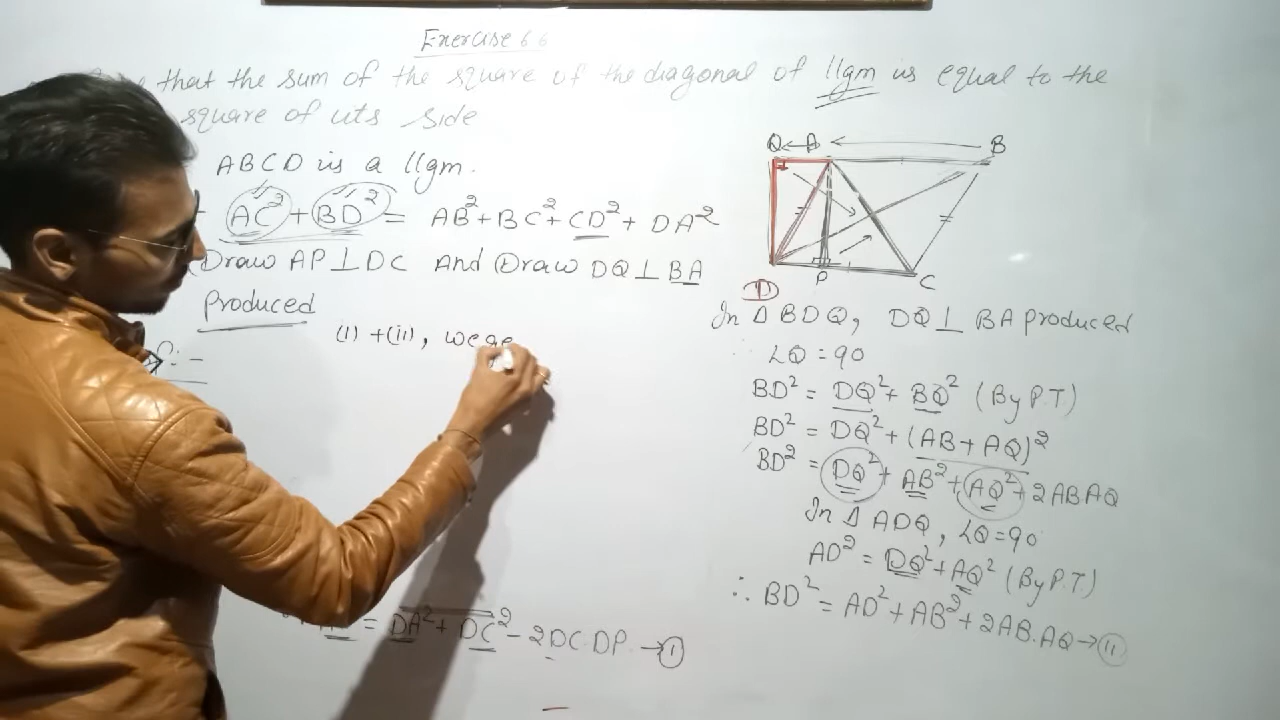 Exercise 6.6
that the sum of the square of the diagonal of llgm is equal to the
square of its side
ABCD is a llgm.
AC² + BD² = AB² + BC² + CD² + DA²
Draw AP ⊥ DC And Draw DQ ⊥ BA
Produced
(i) + (ii), we ge
= DA² + DC² - 2DC.DP. → (I)
Q A B
P C
(II)
In Δ BDQ, DQ ⊥ BA produced
∴ ∠Q = 90
BD² = DQ² + BQ² (By P.T)
BD² = DQ² + (AB + AQ)²
BD² = DQ² + AB² + AQ² + 2ABAQ
In Δ ADQ, ∠Q = 90
AD² = DQ² + AQ² (By P.T)
∴ BD² = AD² + AB² + 2AB.AQ → (II)